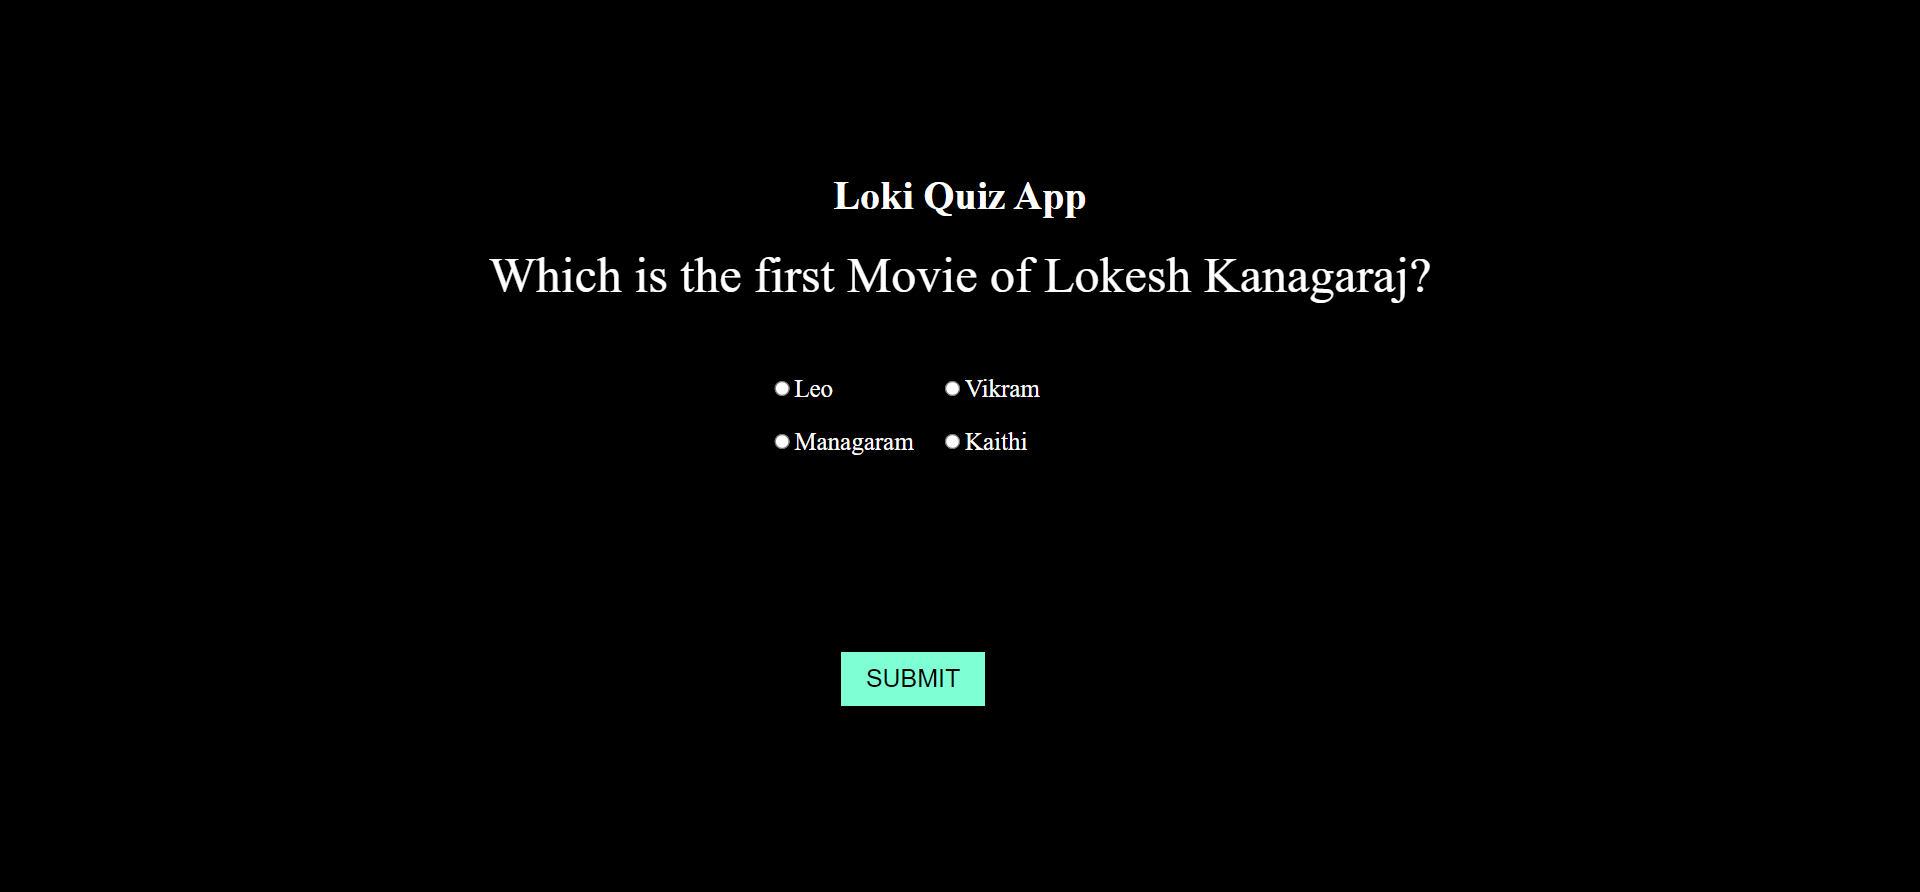 Loki Quiz App
Which is the first Movie of Lokesh Kanagaraj?
Leo Vikram
Managaram Kaithi
SUBMIT